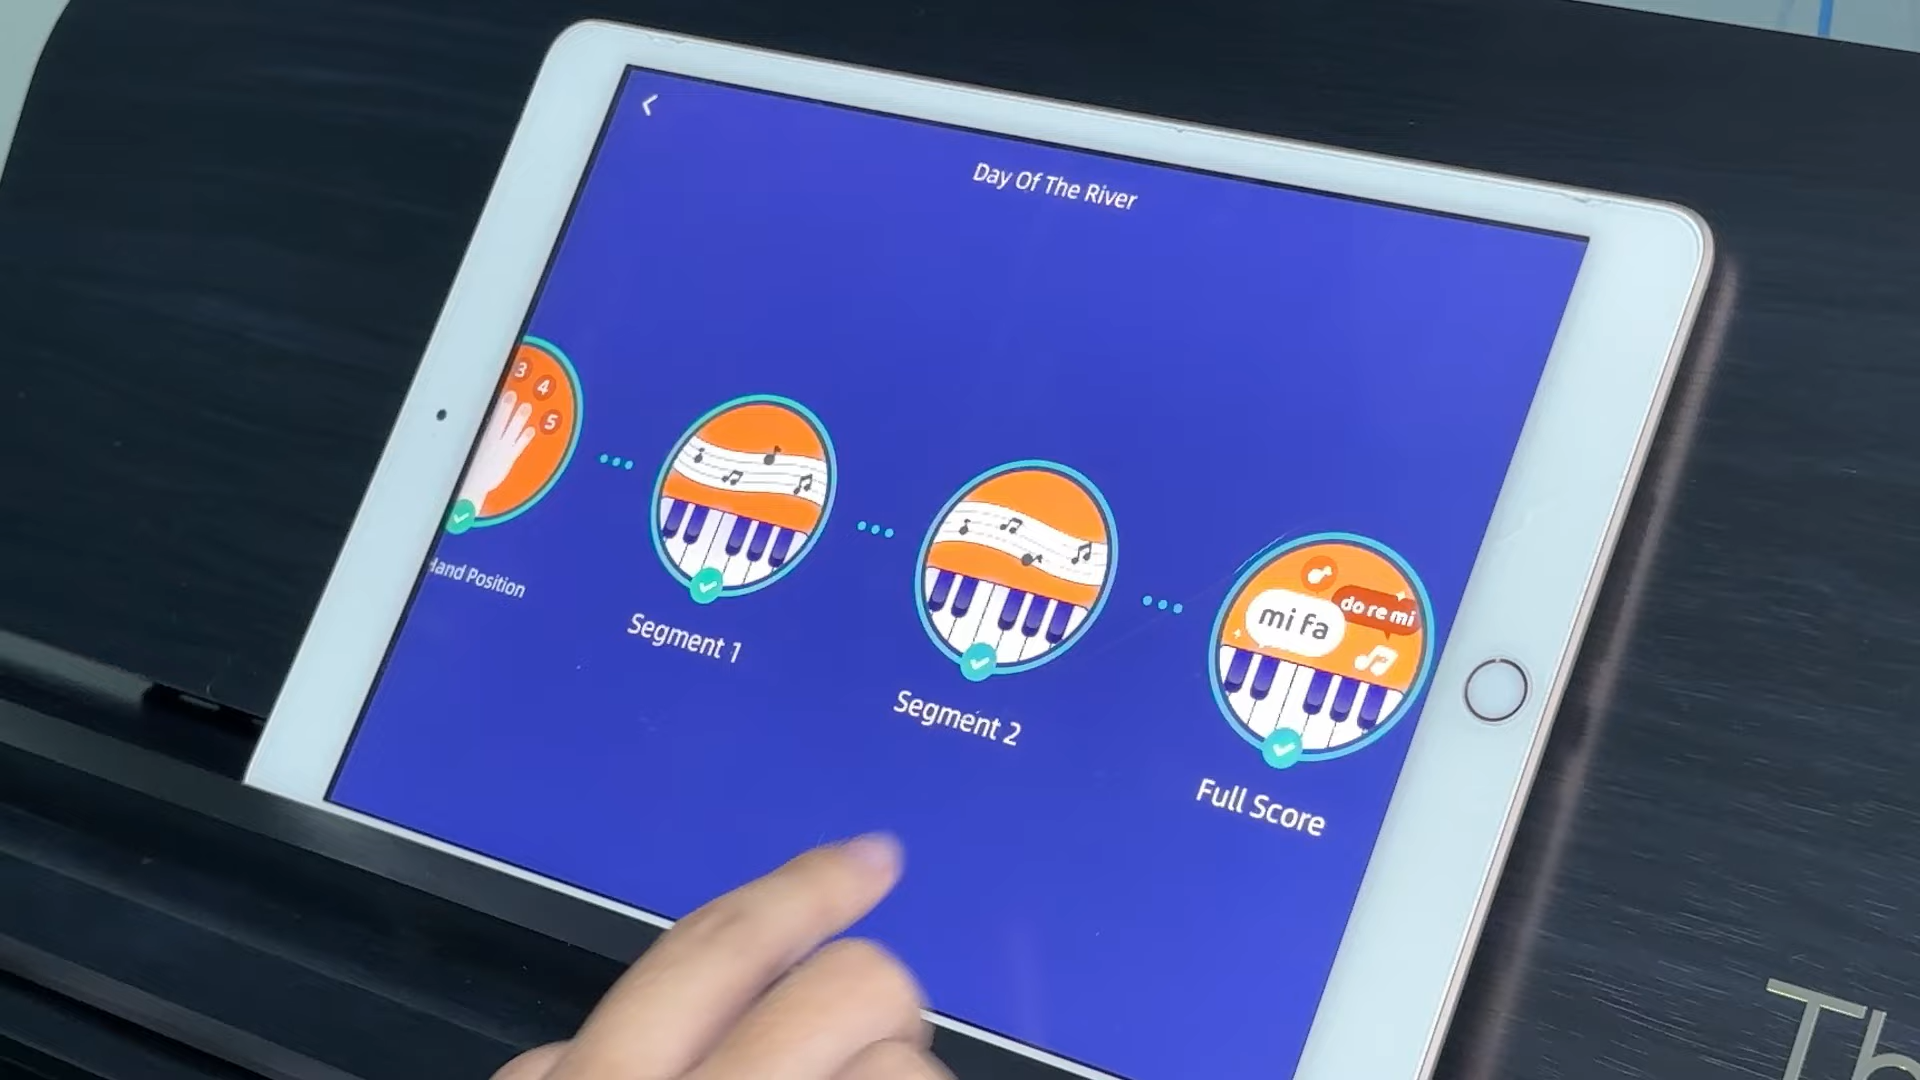 Day Of The River
3
4
5
Hand Position
Segment 1
Segment 2
do re mi
mi fa
Full Score
Th